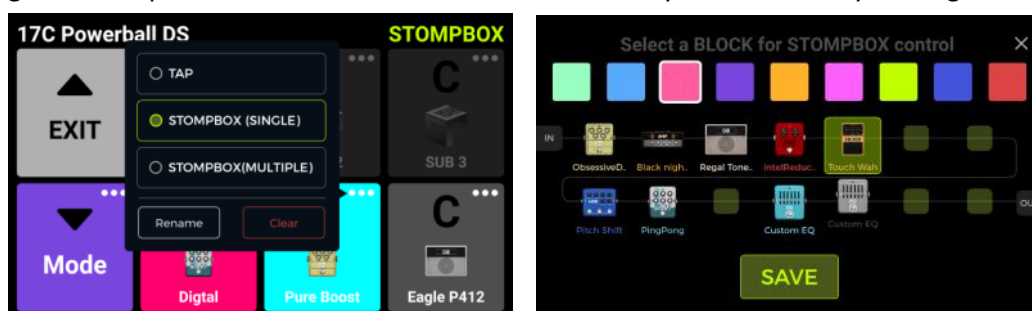 17C Powerball DS
STOMPBOX
EXIT
TAP
STOMPBOX (SINGLE)
STOMPBOX(MULTIPLE)
Rename
Clear
C
SUB 3
Mode
Digtal
Pure Boost
C
Eagle P412
Select a BLOCK for STOMPBOX control
IN
ObsessiveD..
Black nigh..
Regal Tone..
IntelReduc..
Touch Wah
Pitch Shift
PingPong
Custom EQ
Custom EQ
SAVE